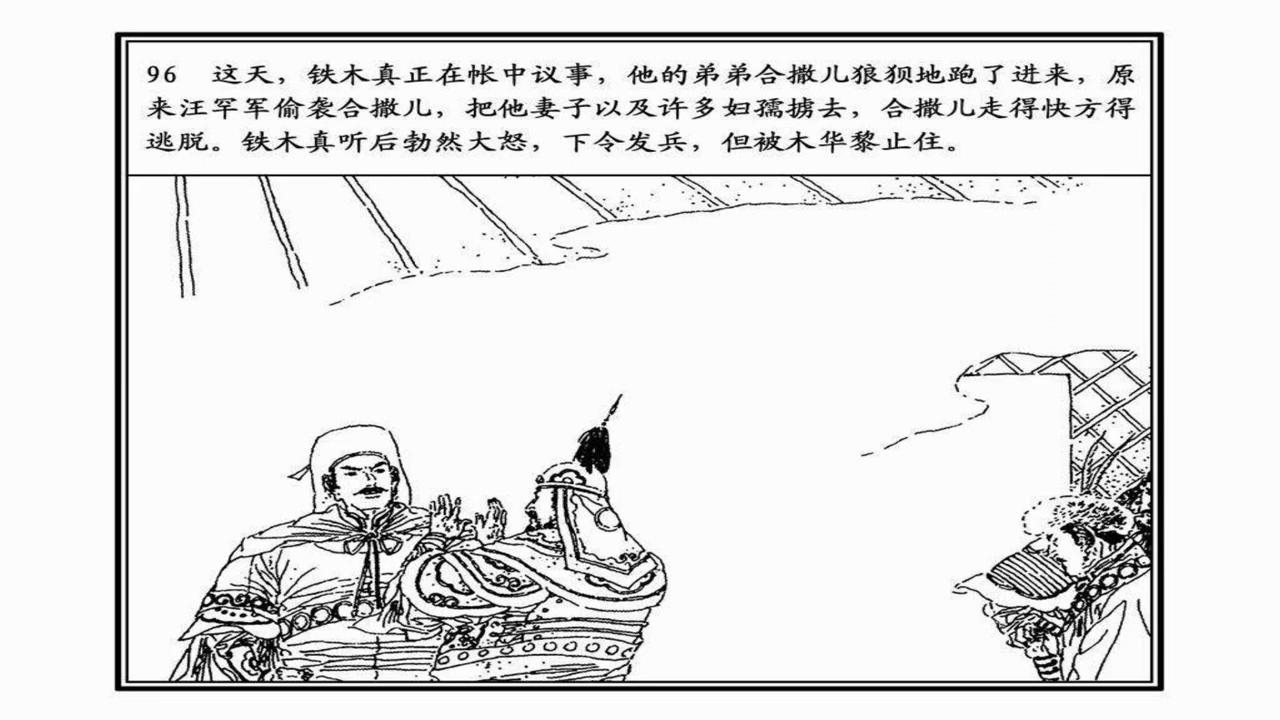 96 这天，铁木真正在帐中议事，他的弟弟合撒儿狼狈地跑了进来，原
来汪罕军偷袭合撒儿，把他妻子以及许多妇孺掳去，合撒儿走得快方得
逃脱。铁木真听后勃然大怒，下令发兵，但被木华黎止住。